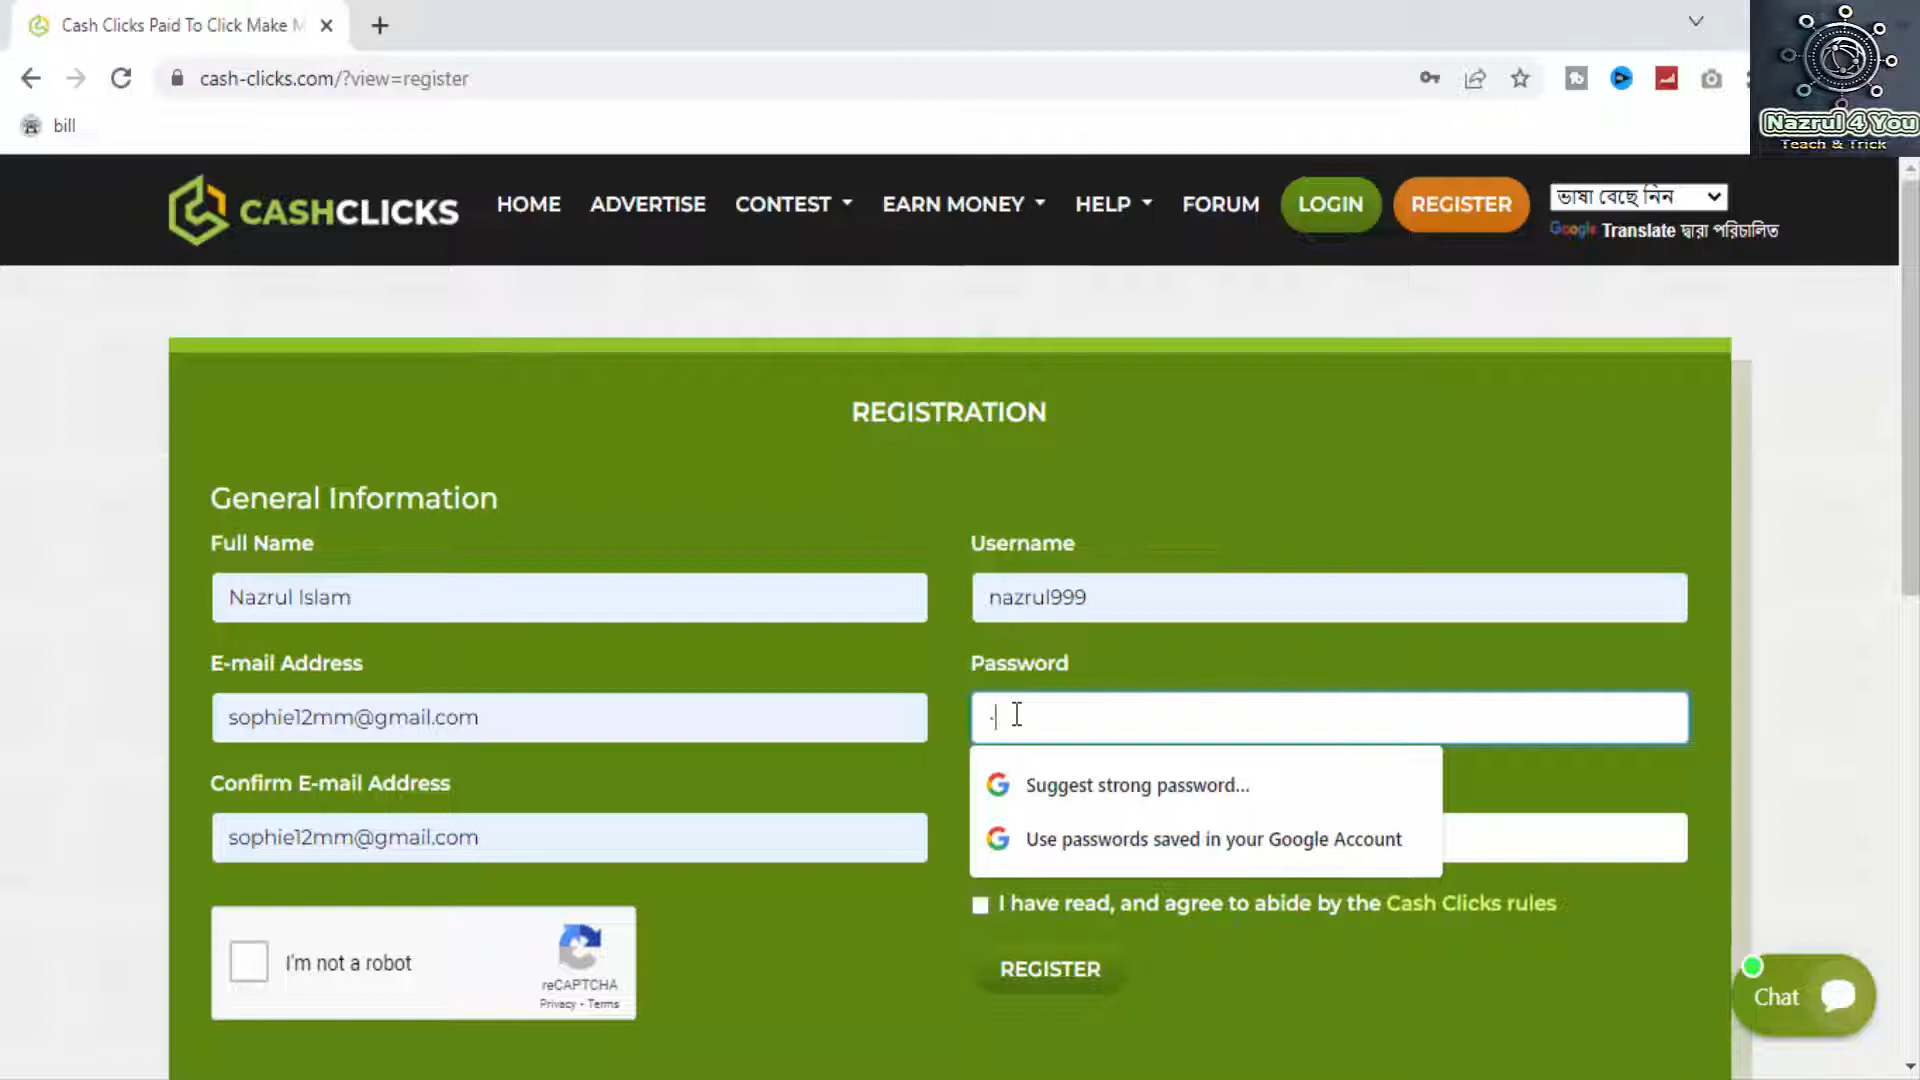 Cash Clicks Paid To Click Make M
cash-clicks.com/?view=register
bill
Nazrul 4 You
Teach & Trick
CASHCLICKS
HOME
ADVERTISE
CONTEST
EARN MONEY
HELP
FORUM
LOGIN
REGISTER
ভাষা বেছে নিন
Google Translate দ্বারা পরিচালিত
REGISTRATION
General Information
Full Name
Username
Nazrul Islam
nazrul999
E-mail Address
Password
sophie12mm@gmail.com
Suggest strong password...
Confirm E-mail Address
sophie12mm@gmail.com
Use passwords saved in your Google Account
I have read, and agree to abide by the Cash Clicks rules
I'm not a robot
reCAPTCHA
Privacy - Terms
REGISTER
Chat